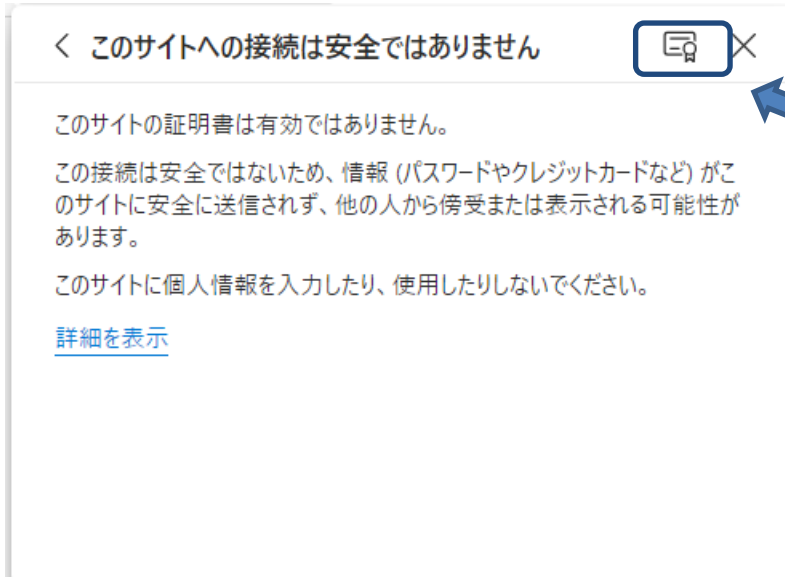 このサイトへの接続は安全ではありません
このサイトの証明書は有効ではありません。
この接続は安全ではないため、情報 (パスワードやクレジットカードなど) がこ
のサイトに安全に送信されず、他の人から傍受または表示される可能性が
あります。
このサイトに個人情報を入力したり、使用したりしないでください。
詳細を表示